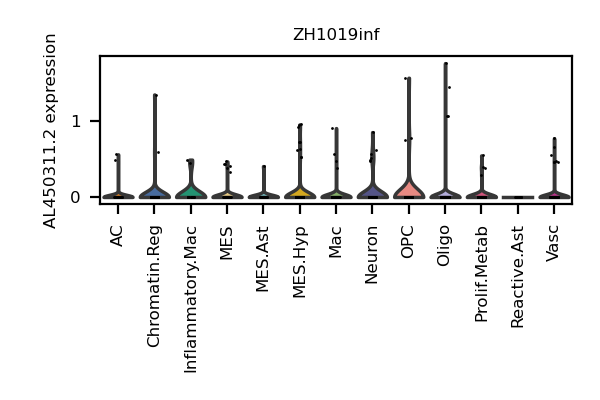 ZH1019inf
AL450311.2 expression
1
0
AC
Chromatin.Reg
Inflammatory.Mac
MES
MES.Ast
MES.Hyp
Mac
Neuron
OPC
Oligo
Prolif.Metab
Reactive.Ast
Vasc